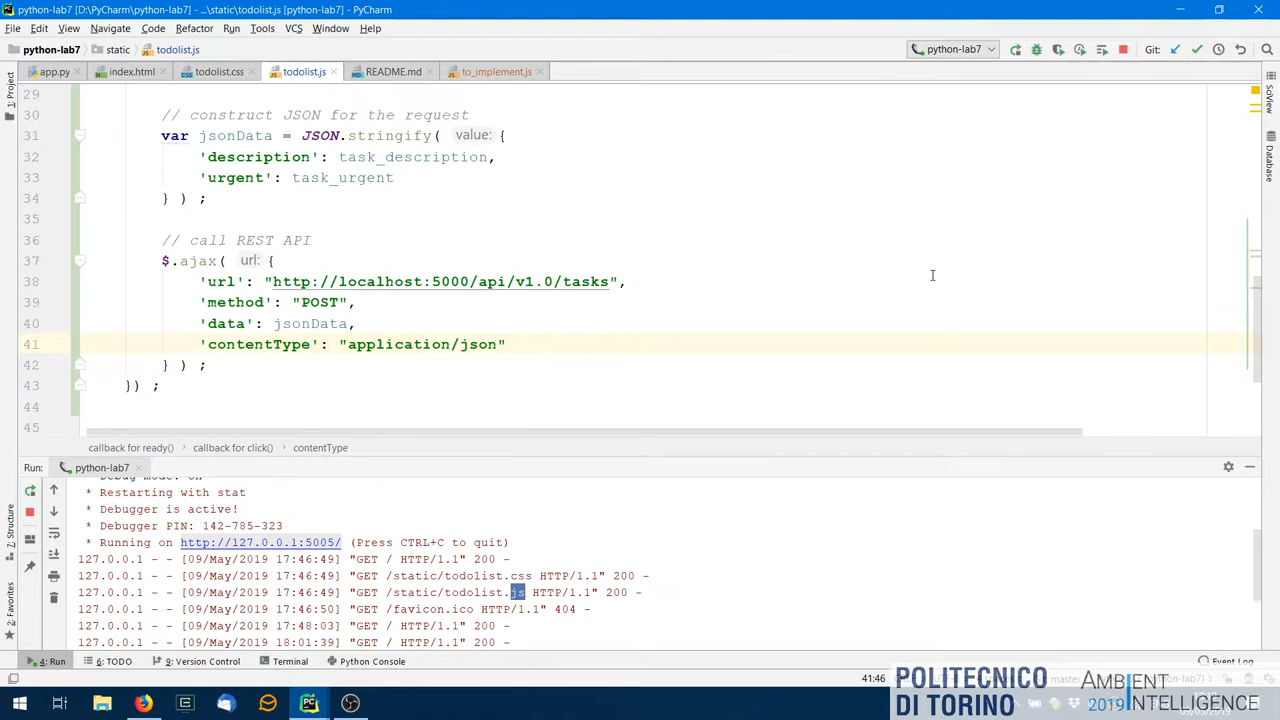 python-lab7 [D:\PyCharm\python-lab7] - ...\static\todolist.js [python-lab7] - PyCharm
File Edit View Navigate Code Refactor Run Tools VCS Window Help
python-lab7 static todolist.js python-lab7 Git:
app.py index.html todolist.css todolist.js README.md to_implement.js
1: Project
SciView
Database
29
30 // construct JSON for the request
31 var jsonData = JSON.stringify( value: {
32 'description': task_description,
33 'urgent': task_urgent
34 } ) ;
35
36 // call REST API
37 $.ajax( url: {
38 'url': "http://localhost:5000/api/v1.0/tasks",
39 'method': "POST",
40 'data': jsonData,
41 'contentType': "application/json"
42 } ) ;
43 }) ;
44
45
callback for ready() › callback for click() › contentType
Run: python-lab7
* Restarting with stat
* Debugger is active!
* Debugger PIN: 142-785-323
* Running on http://127.0.0.1:5005/ (Press CTRL+C to quit)
127.0.0.1 - - [09/May/2019 17:46:49] "GET / HTTP/1.1" 200 -
127.0.0.1 - - [09/May/2019 17:46:49] "GET /static/todolist.css HTTP/1.1" 200 -
127.0.0.1 - - [09/May/2019 17:46:49] "GET /static/todolist.js HTTP/1.1" 200 -
127.0.0.1 - - [09/May/2019 17:46:50] "GET /favicon.ico HTTP/1.1" 404 -
127.0.0.1 - - [09/May/2019 17:48:03] "GET / HTTP/1.1" 200 -
127.0.0.1 - - [09/May/2019 18:01:39] "GET / HTTP/1.1" 200 -
7: Structure
2: Favorites
4: Run 6: TODO 9: Version Control Terminal Python Console Event Log
41:46
POLITECNICO
DI TORINO
AMBIENT
2019 INTELLIGENCE